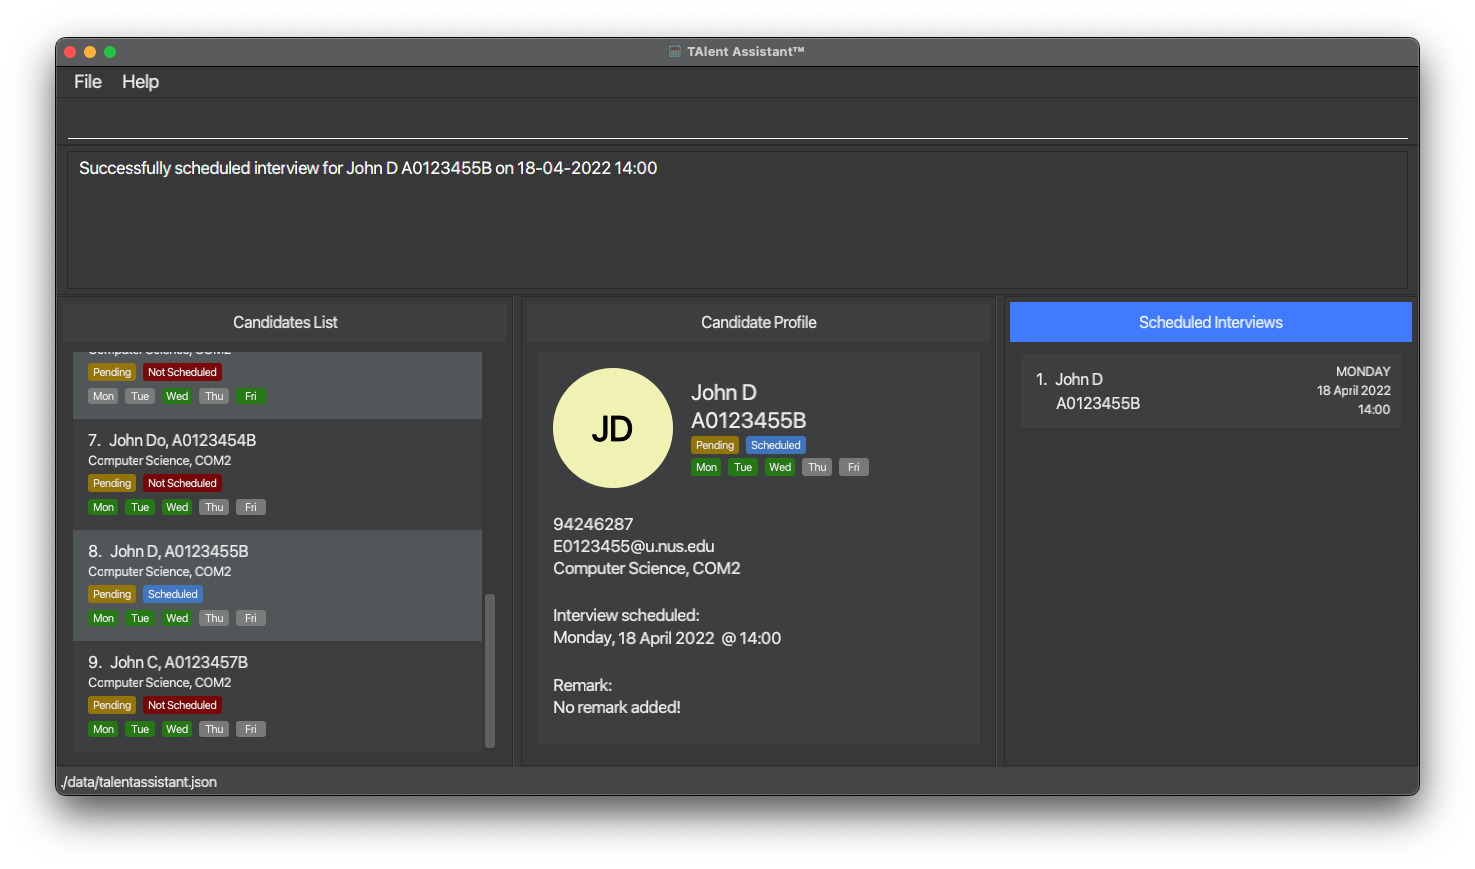 TAlent Assistant™
File Help
Successfully scheduled interview for John D A0123455B on 18-04-2022 14:00
Candidates List
Computer Science, COM2
Pending Not Scheduled
Mon Tue Wed Thu Fri
7. John Do, A0123454B
Computer Science, COM2
Pending Not Scheduled
Mon Tue Wed Thu Fri
8. John D, A0123455B
Computer Science, COM2
Pending Scheduled
Mon Tue Wed Thu Fri
9. John C, A0123457B
Computer Science, COM2
Pending Not Scheduled
Mon Tue Wed Thu Fri
Candidate Profile
JD
John D
A0123455B
Pending Scheduled
Mon Tue Wed Thu Fri
94246287
E0123455@u.nus.edu
Computer Science, COM2
Interview scheduled:
Monday, 18 April 2022 @ 14:00
Remark:
No remark added!
Scheduled Interviews
1. John D
A0123455B
MONDAY
18 April 2022
14:00
./data/talentassistant.json